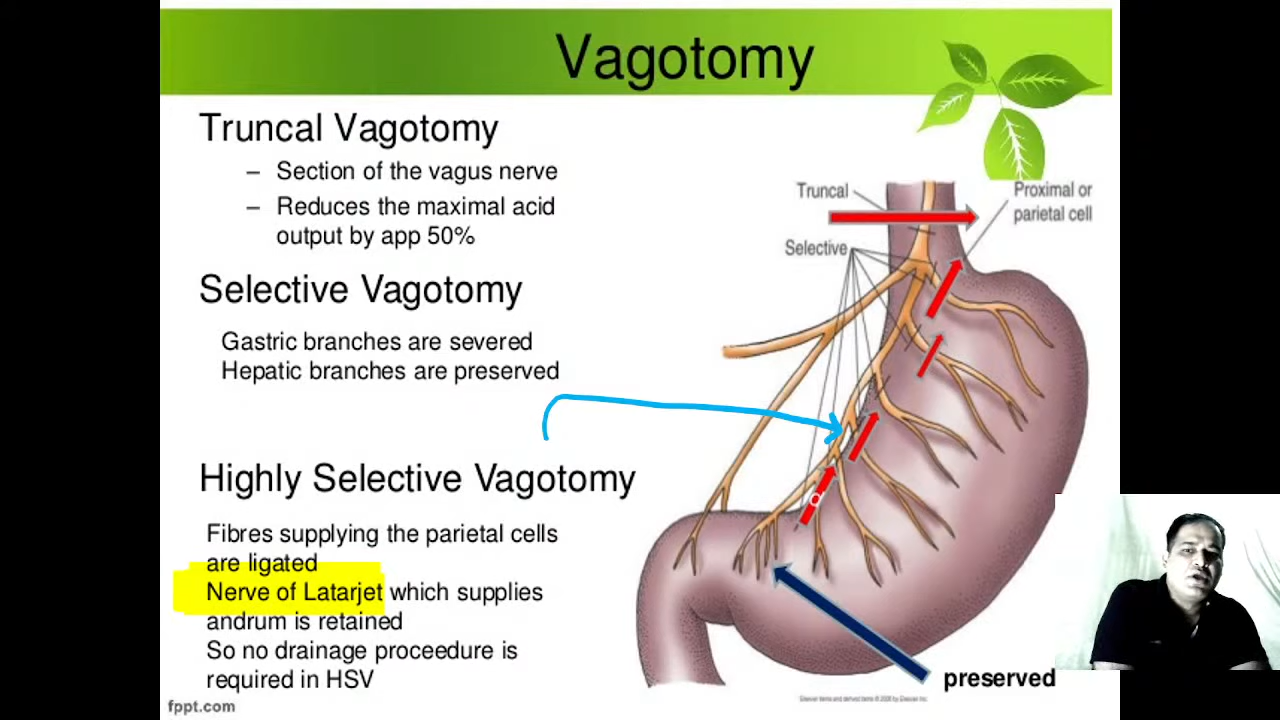 Vagotomy
Truncal Vagotomy
– Section of the vagus nerve
– Reduces the maximal acid
output by app 50%
Selective Vagotomy
Gastric branches are severed
Hepatic branches are preserved
Highly Selective Vagotomy
Fibres supplying the parietal cells
are ligated
Nerve of Latarjet which supplies
andrum is retained
So no drainage proceedure is
required in HSV
fppt.com
Truncal
Selective
Proximal or
parietal cell
preserved